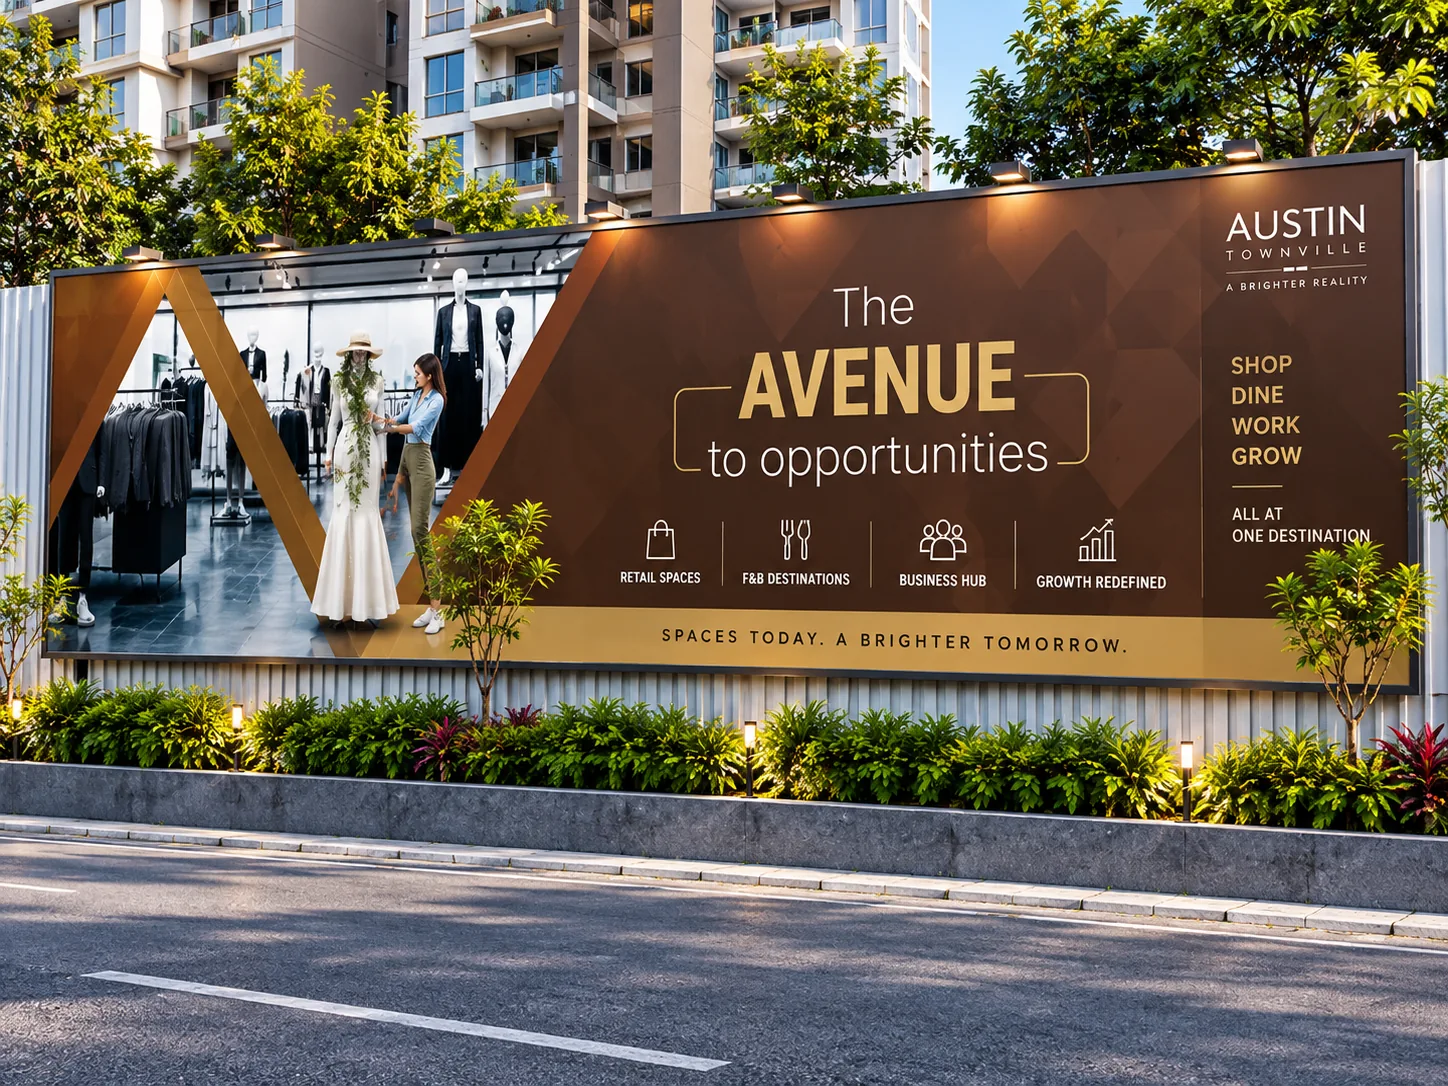 The
AVENUE
to opportunities
RETAIL SPACES
F&B DESTINATIONS
BUSINESS HUB
GROWTH REDEFINED
SPACES TODAY. A BRIGHTER TOMORROW.
AUSTIN
TOWNVILLE
A BRIGHTER REALITY
SHOP
DINE
WORK
GROW
ALL AT
ONE DESTINATION